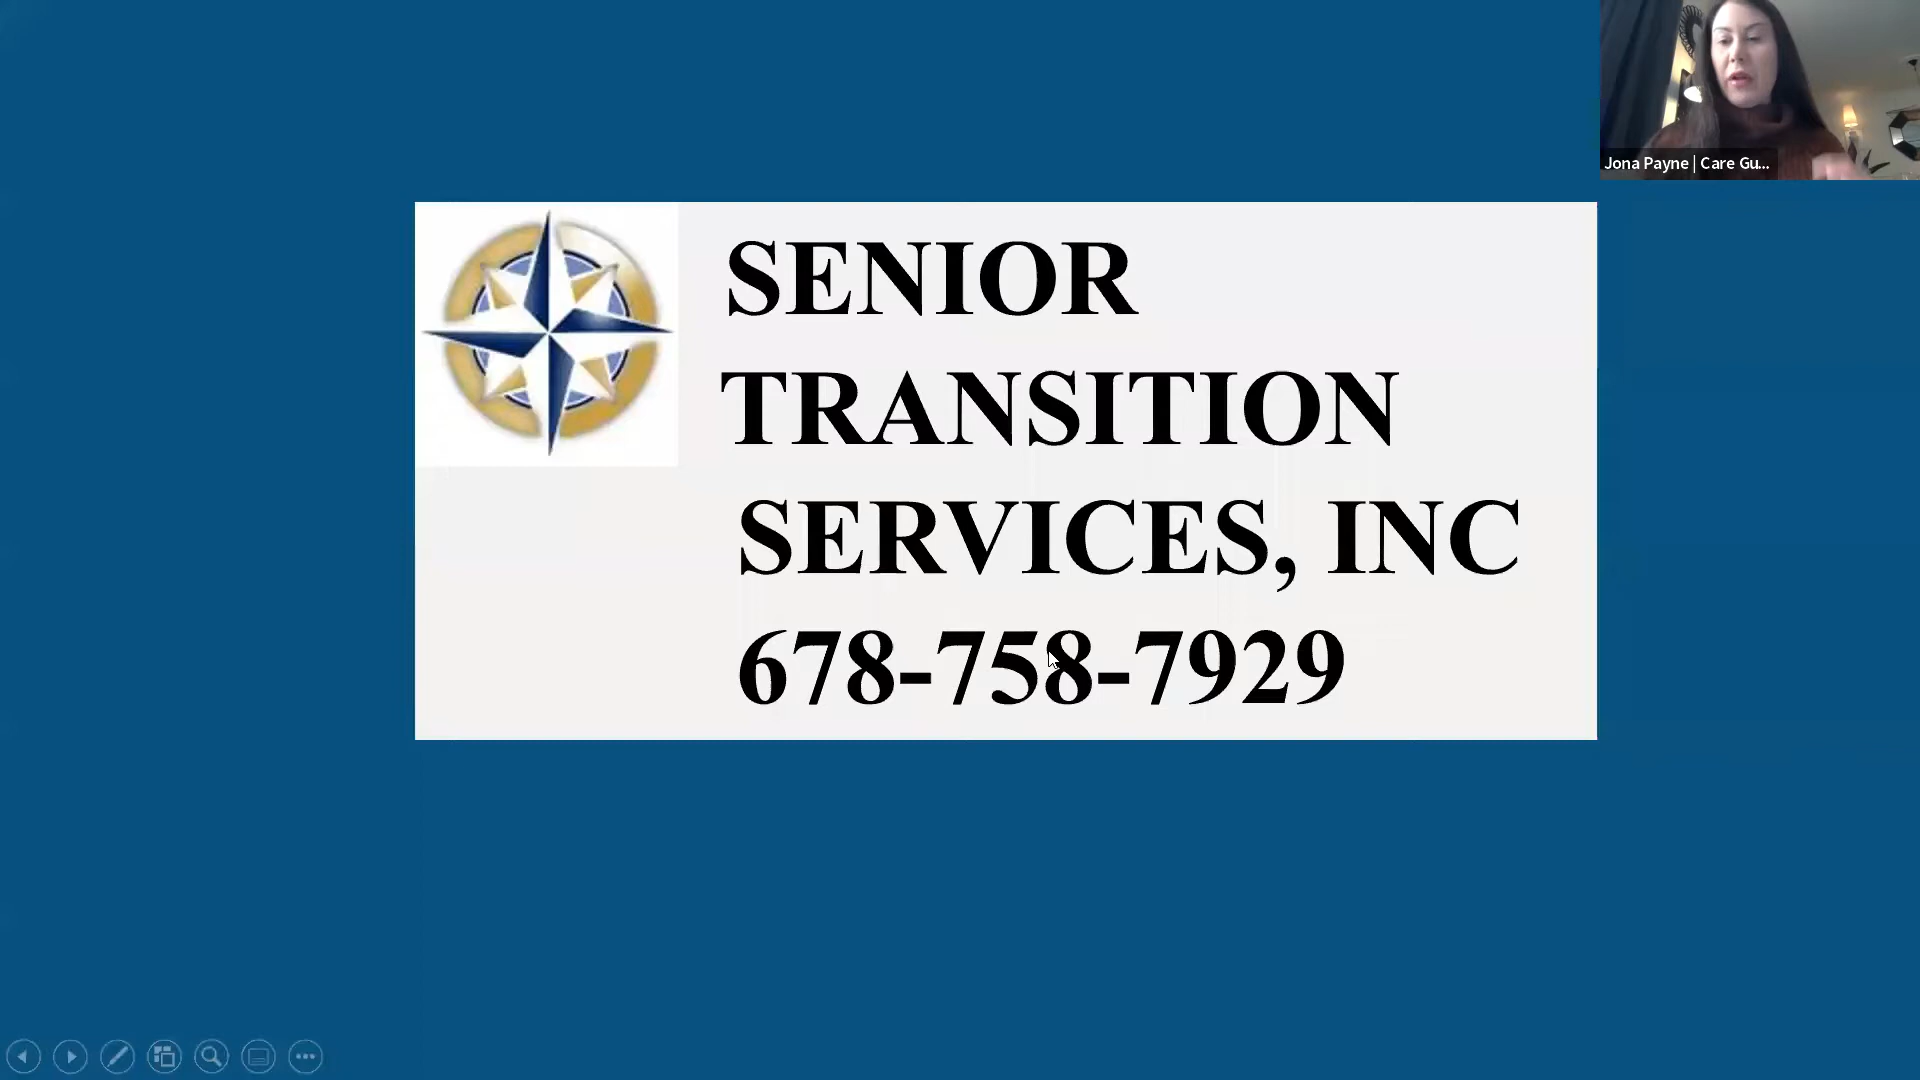 Jona Payne | Care Gu...
SENIOR
TRANSITION
SERVICES, INC
678-758-7929